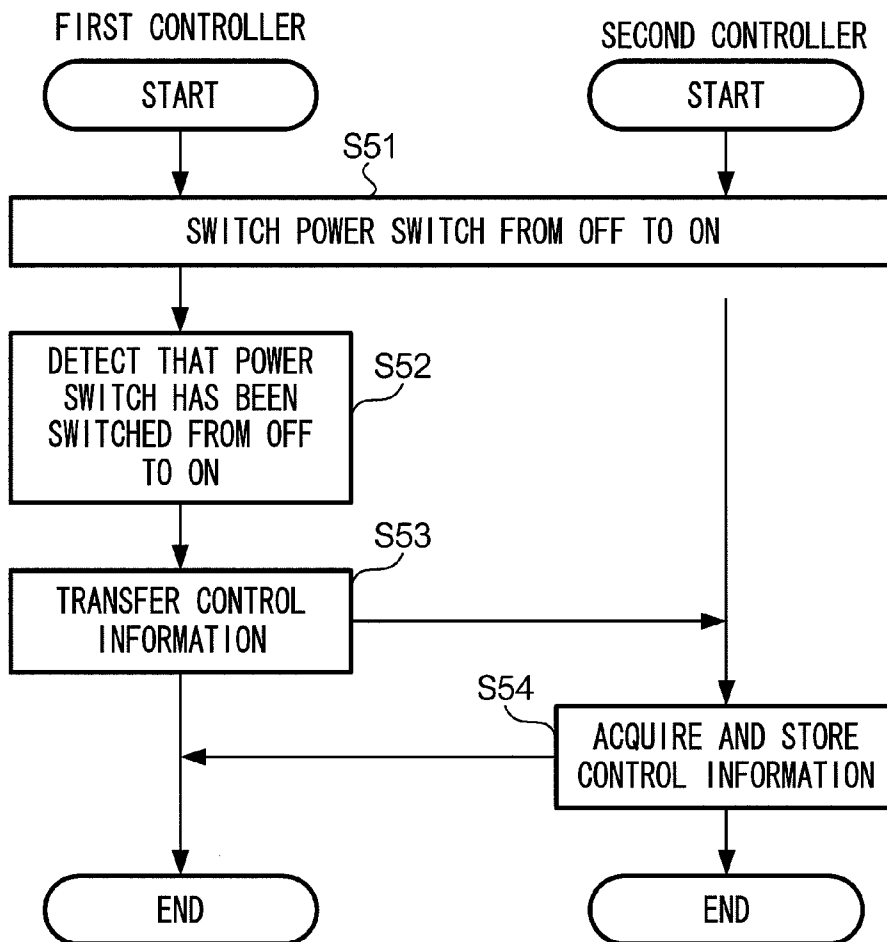 FIRST CONTROLLER
SECOND CONTROLLER
START
START
S51
SWITCH POWER SWITCH FROM OFF TO ON
DETECT THAT POWER
SWITCH HAS BEEN
SWITCHED FROM OFF
TO ON
S52
S53
TRANSFER CONTROL
INFORMATION
S54
ACQUIRE AND STORE
CONTROL INFORMATION
END
END